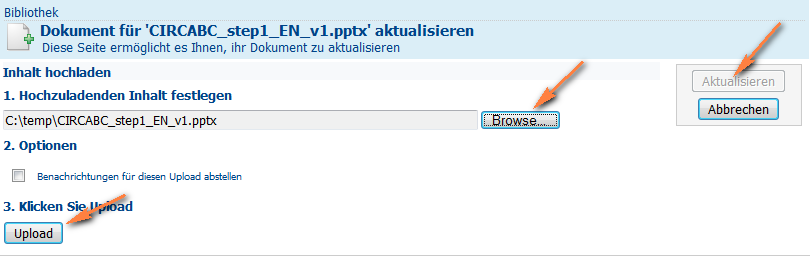 Bibliothek
Dokument für 'CIRCABC_step1_EN_v1.pptx' aktualisieren
Diese Seite ermöglicht es Ihnen, ihr Dokument zu aktualisieren
Inhalt hochladen
Aktualisieren
1. Hochzuladenden Inhalt festlegen
Abbrechen
C:\temp\CIRCABC_step1_EN_v1.pptx
Browse...
2. Optionen
Benachrichtungen für diesen Upload abstellen
3. Klicken Sie Upload
Upload